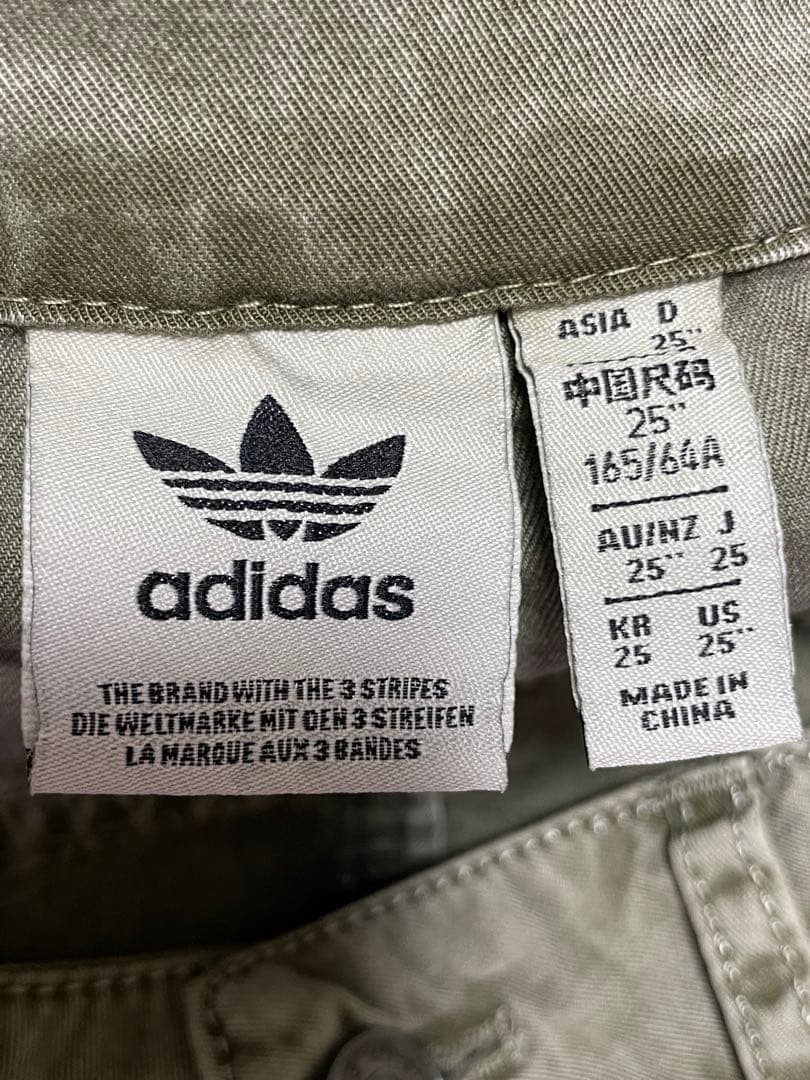 adidas
THE BRAND WITH THE 3 STRIPES
DIE WELTMARKE MIT DEN 3 STREIFEN
LA MARQUE AUX 3 BANDES
ASIA D
25"
中国尺码
25"
165/64A
AU/NZ J
25" 25
KR US
25 25"
MADE IN
CHINA